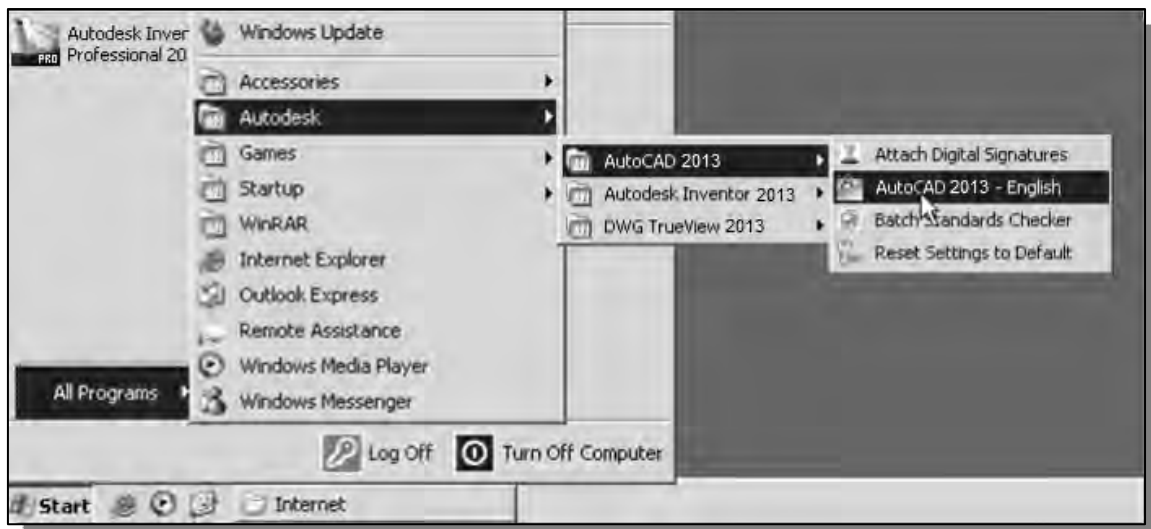 Autodesk Inver
PRO Professional 20
Windows Update
Accessories
Autodesk
Games
Startup
WinRAR
Internet Explorer
Outlook Express
Remote Assistance
Windows Media Player
Windows Messenger
AutoCAD 2013
Autodesk Inventor 2013
DWG TrueView 2013
Attach Digital Signatures
AutoCAD 2013 - English
Batch Standards Checker
Reset Settings to Default
All Programs
Log Off
Turn Off Computer
Start
Internet